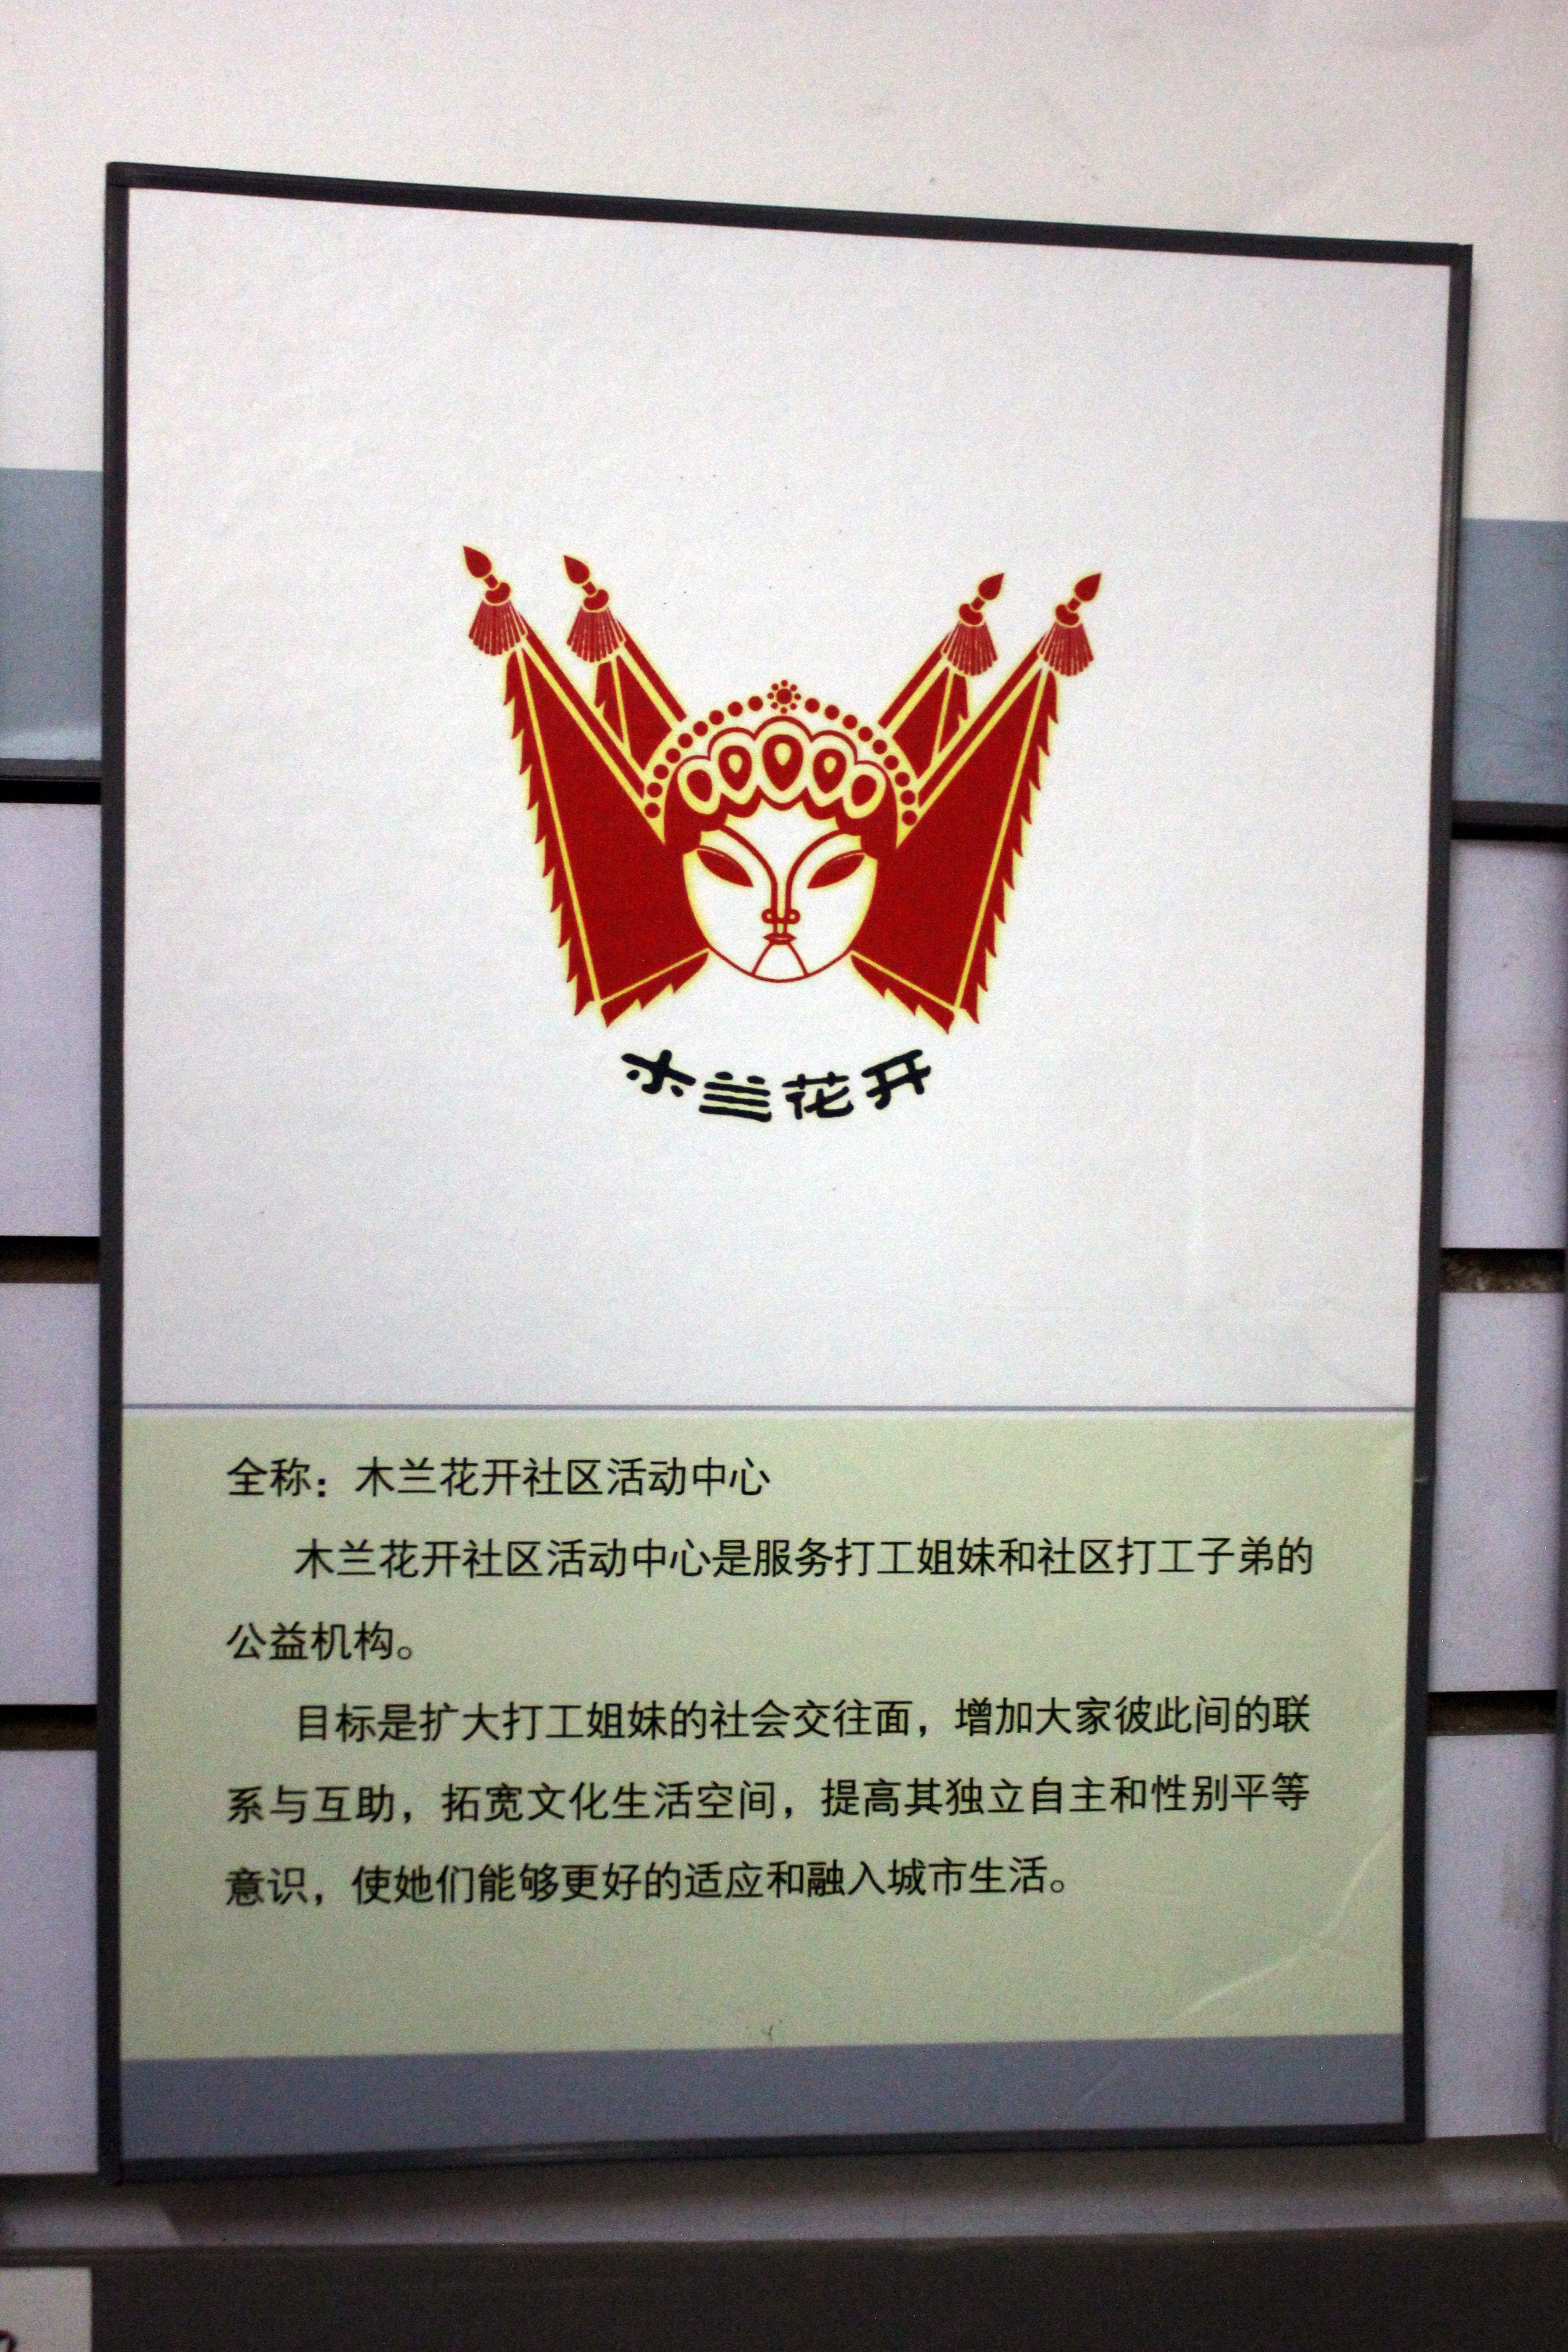 木兰花开
全称：木兰花开社区活动中心
木兰花开社区活动中心是服务打工姐妹和社区打工子弟的
公益机构。
目标是扩大打工姐妹的社会交往面，增加大家彼此间的联
系与互助，拓宽文化生活空间，提高其独立自主和性别平等
意识，使她们能够更好的适应和融入城市生活。